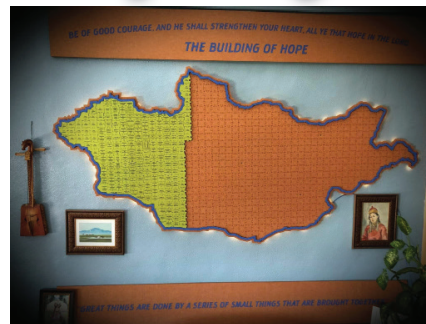 BE OF GOOD COURAGE, AND HE SHALL STRENGTHEN YOUR HEART, ALL YE THAT HOPE IN THE LORD
THE BUILDING OF HOPE
GREAT THINGS ARE DONE BY A SERIES OF SMALL THINGS THAT ARE BROUGHT TOGETHER